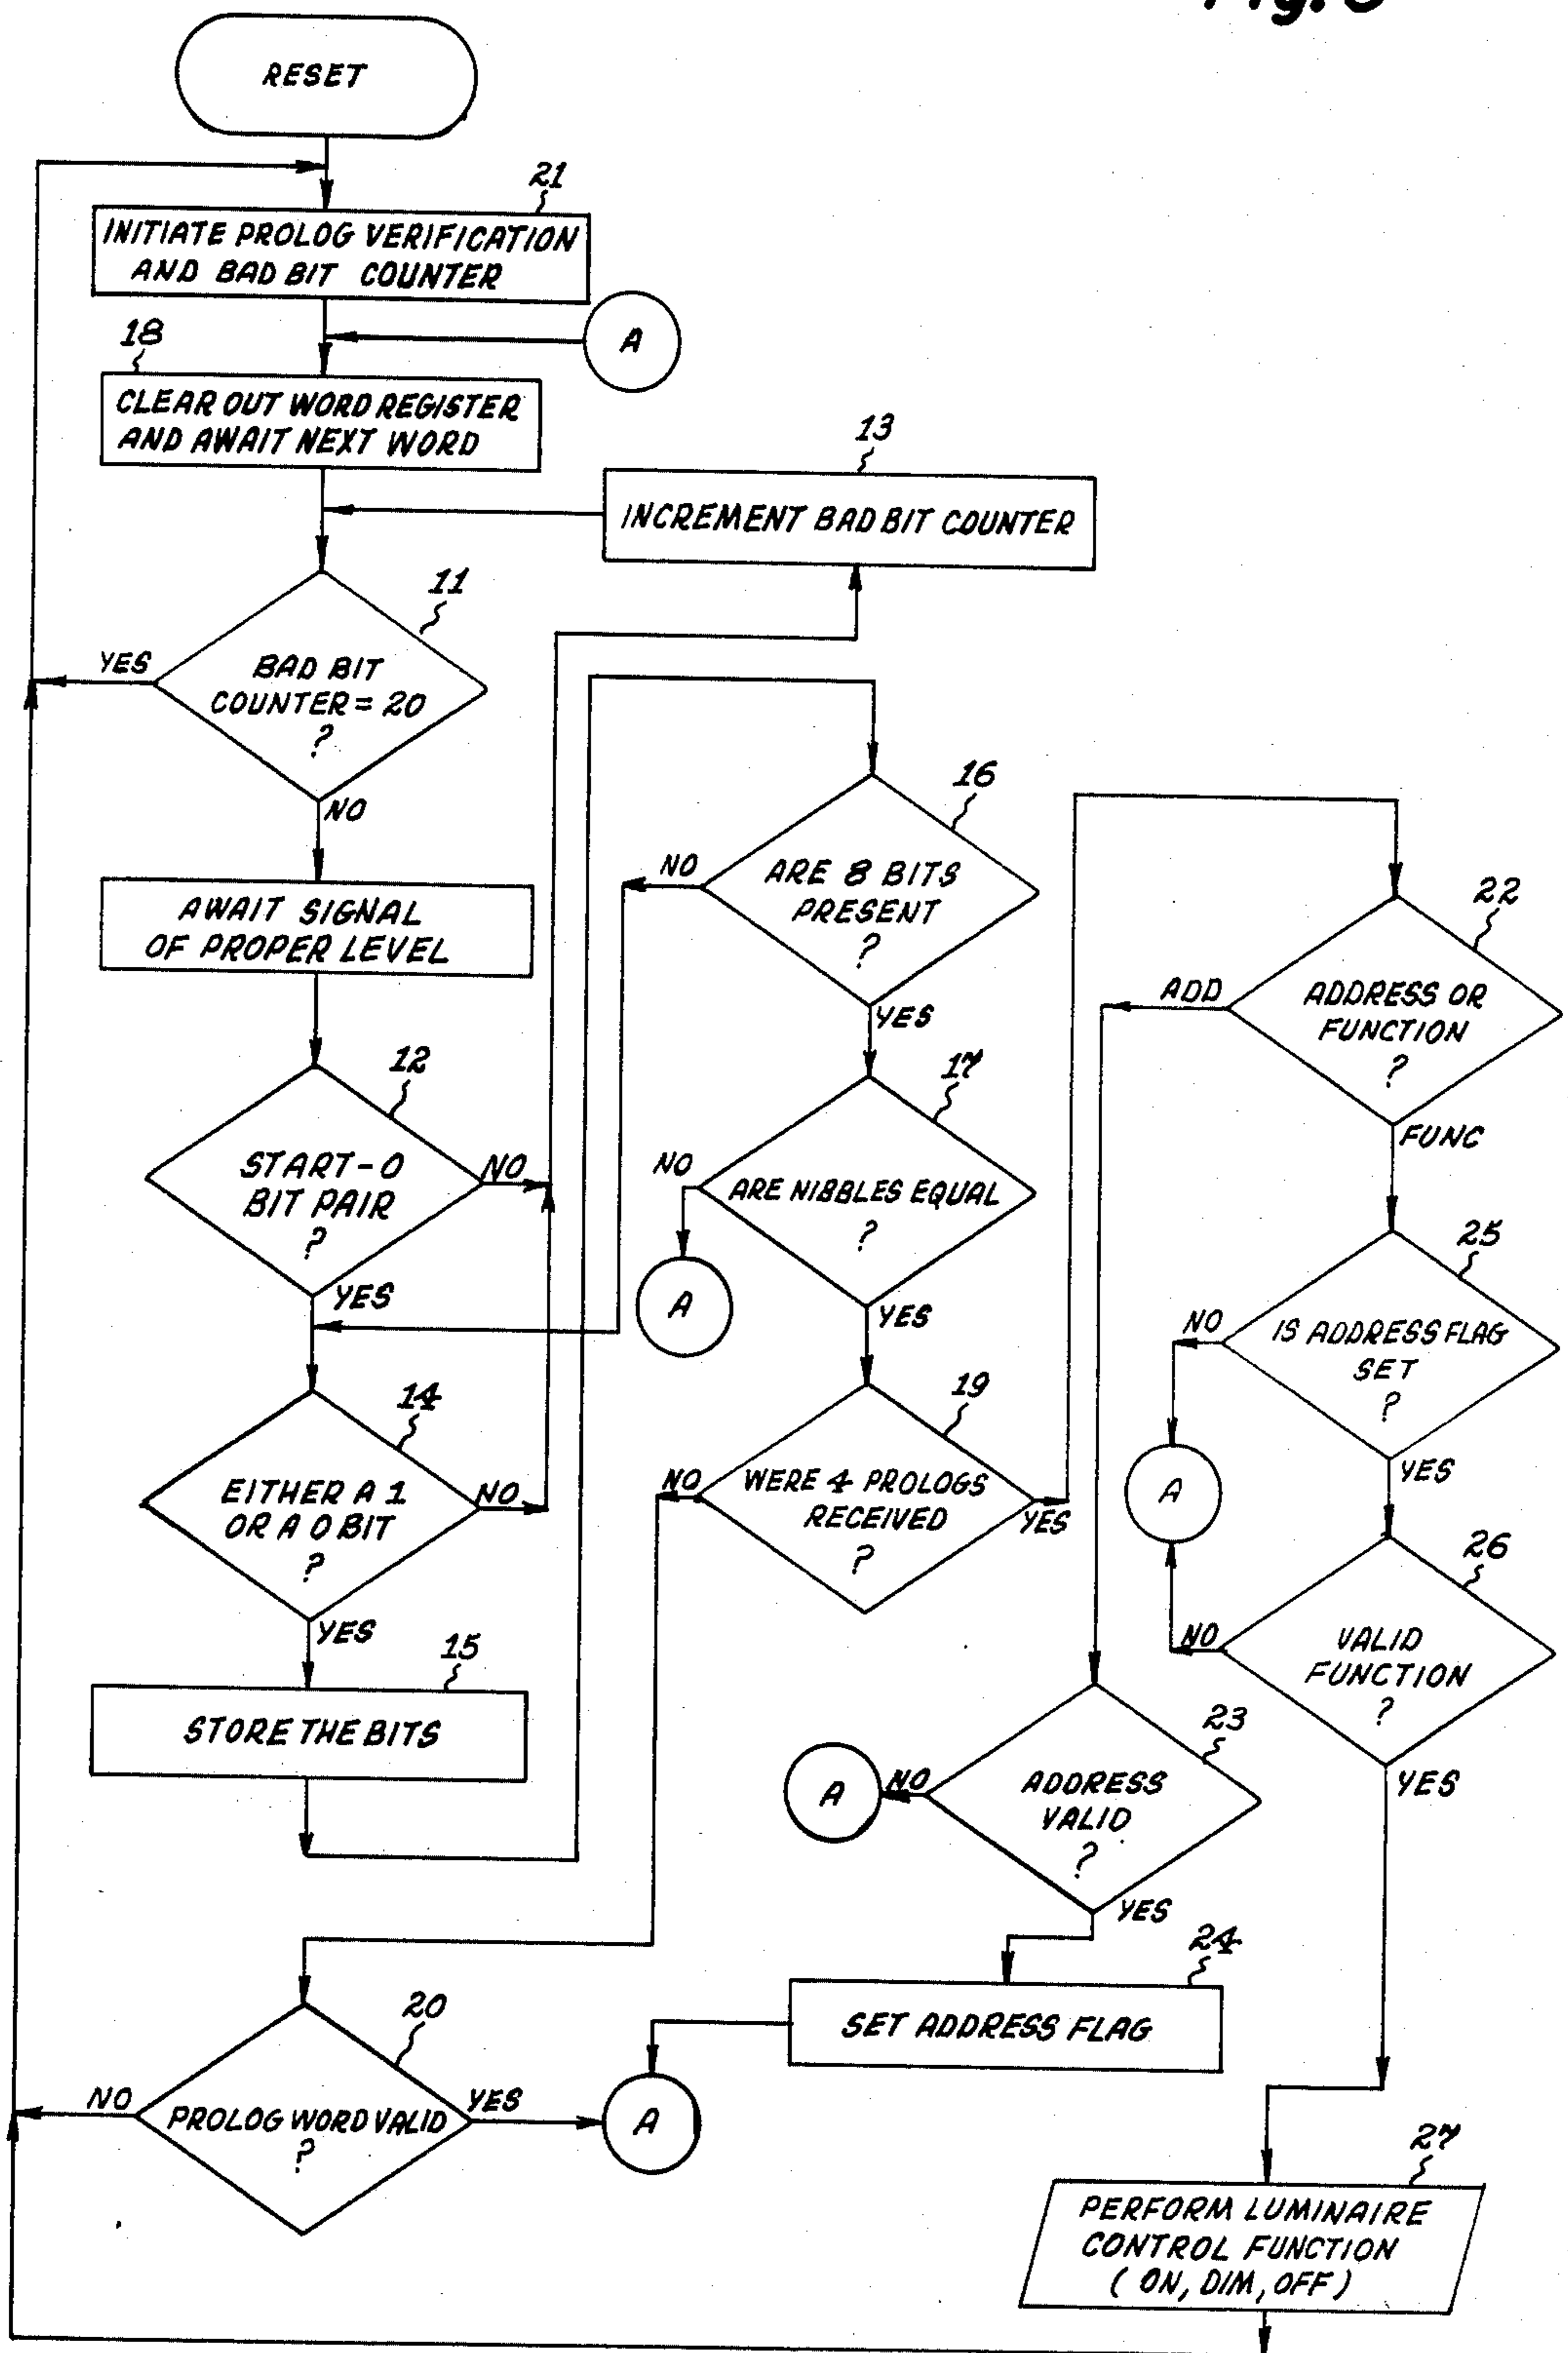 RESET
21
INITIATE PROLOG VERIFICATION
AND BAD BIT COUNTER
A
18
CLEAR OUT WORD REGISTER
AND AWAIT NEXT WORD
13
INCREMENT BAD BIT COUNTER
11
YES
BAD BIT
COUNTER = 20
?
NO
AWAIT SIGNAL
OF PROPER LEVEL
12
START-0
BIT PAIR
?
NO
YES
14
EITHER A 1
OR A 0 BIT
?
NO
YES
15
STORE THE BITS
16
NO
ARE 8 BITS
PRESENT
?
YES
17
NO
ARE NIBBLES EQUAL
?
A
YES
19
NO
WERE 4 PROLOGS
RECEIVED
?
YES
22
ADD
ADDRESS OR
FUNCTION
?
FUNC
25
NO
IS ADDRESS FLAG
SET
?
A
YES
26
NO
VALID
FUNCTION
?
YES
23
A
NO
ADDRESS
VALID
?
YES
24
SET ADDRESS FLAG
20
NO
PROLOG WORD VALID
?
YES
A
27
PERFORM LUMINAIRE
CONTROL FUNCTION
(ON, DIM, OFF)